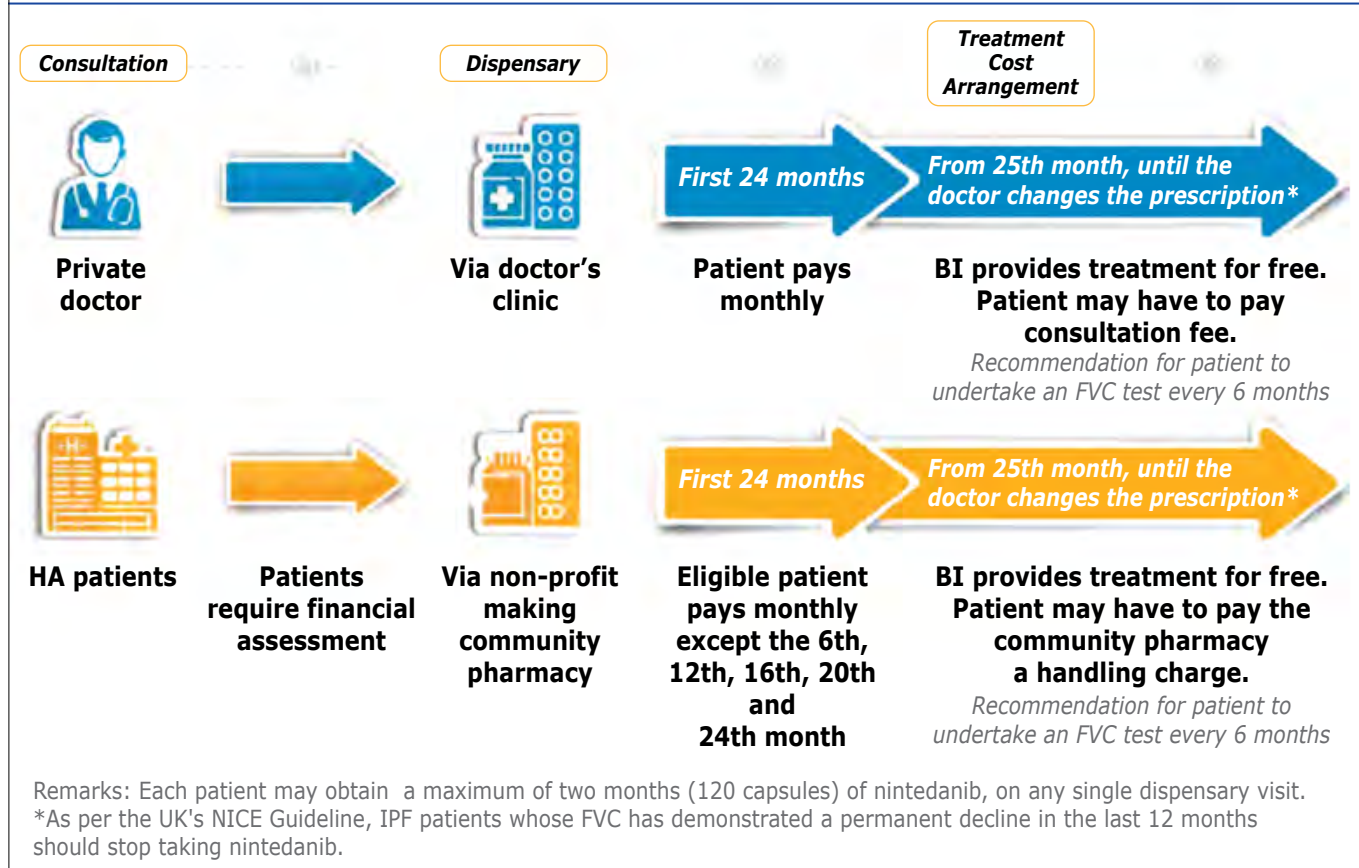 Consultation
Dispensary
Treatment
Cost
Arrangement
First 24 months
From 25th month, until the
doctor changes the prescription*
Private
doctor
Via doctor's
clinic
Patient pays
monthly
BI provides treatment for free.
Patient may have to pay
consultation fee.
Recommendation for patient to
undertake an FVC test every 6 months
-H-
First 24 months
From 25th month, until the
doctor changes the prescription*
HA patients
Patients
require financial
assessment
Via non-profit
making
community
pharmacy
Eligible patient
pays monthly
except the 6th,
12th, 16th, 20th
and
24th month
BI provides treatment for free.
Patient may have to pay the
community pharmacy
a handling charge.
Recommendation for patient to
undertake an FVC test every 6 months
Remarks: Each patient may obtain a maximum of two months (120 capsules) of nintedanib, on any single dispensary visit.
*As per the UK's NICE Guideline, IPF patients whose FVC has demonstrated a permanent decline in the last 12 months
should stop taking nintedanib.